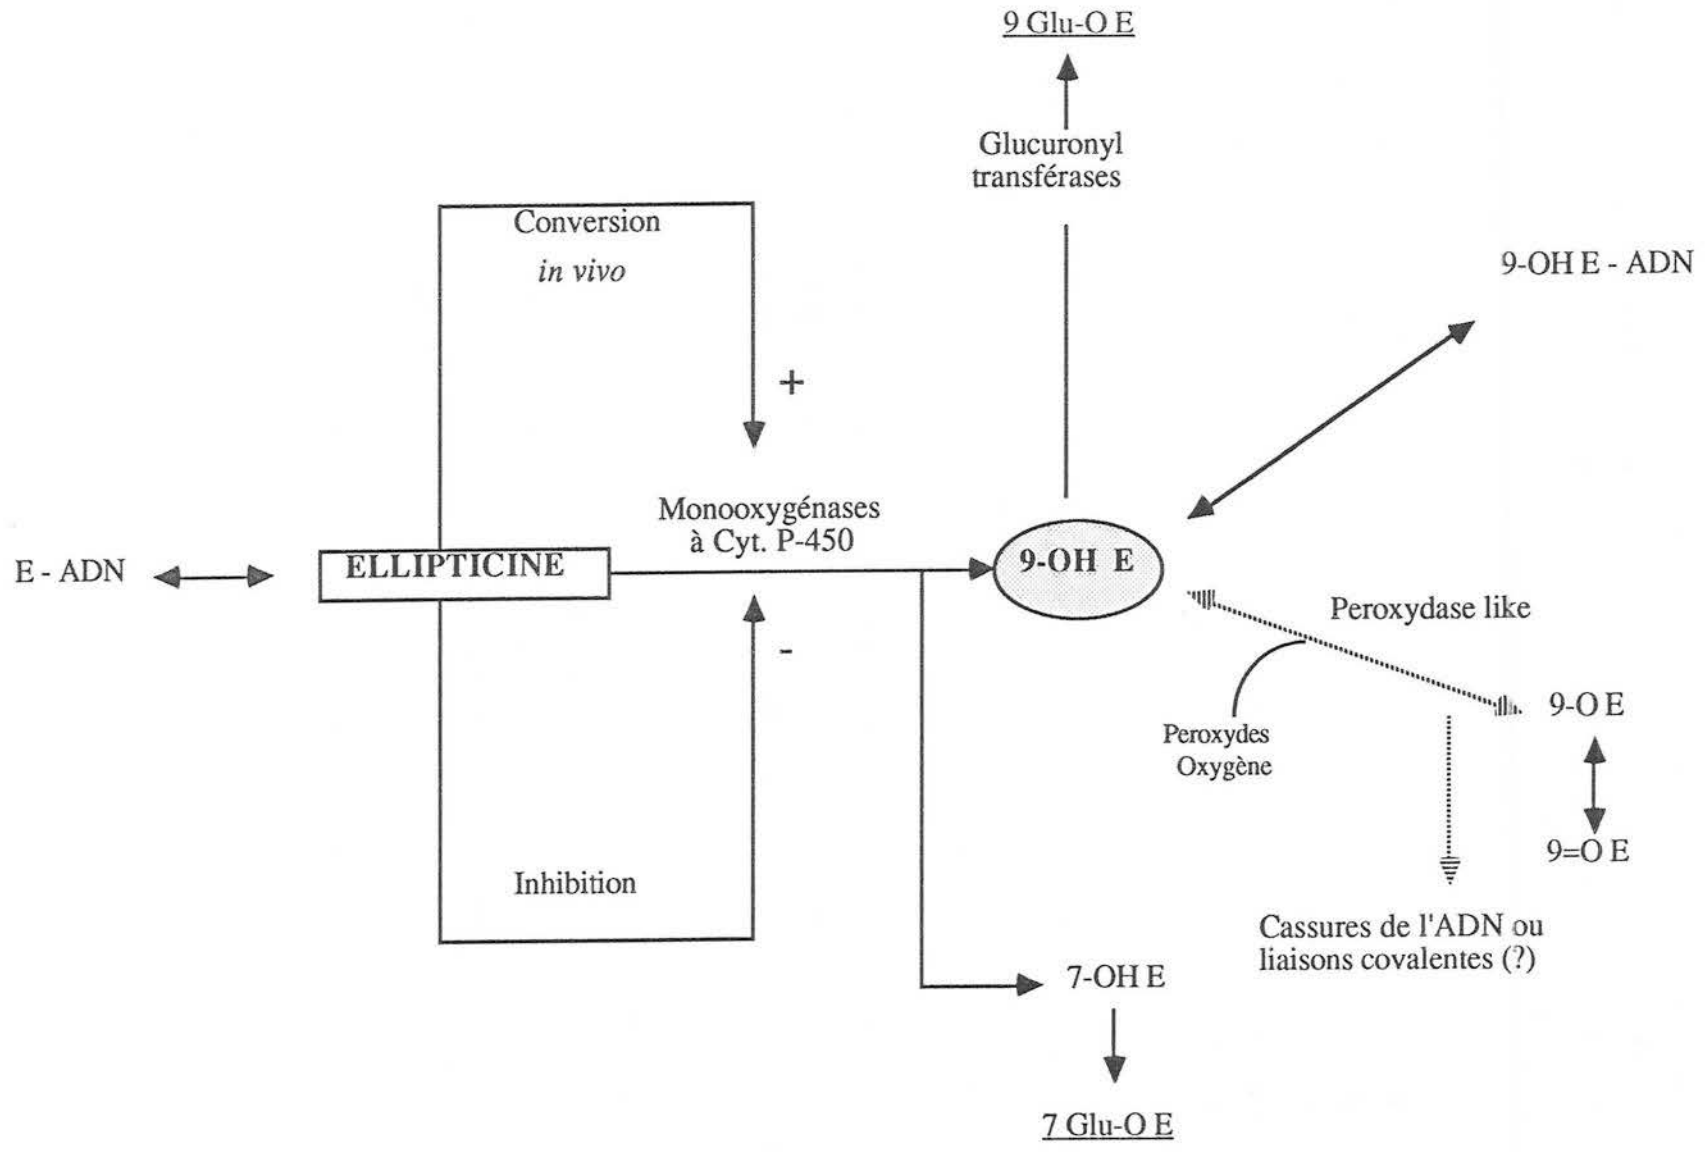 9 Glu-O E
Glucuronyl
transférases
Conversion
in vivo
9-OH E - ADN
+
Monooxygénases
à Cyt. P-450
E - ADN
ELLIPTICINE
9-OH E
Peroxydase like
-
9-O E
Peroxydes
Oxygène
9=O E
Inhibition
Cassures de l'ADN ou
liaisons covalentes (?)
7-OH E
7 Glu-O E